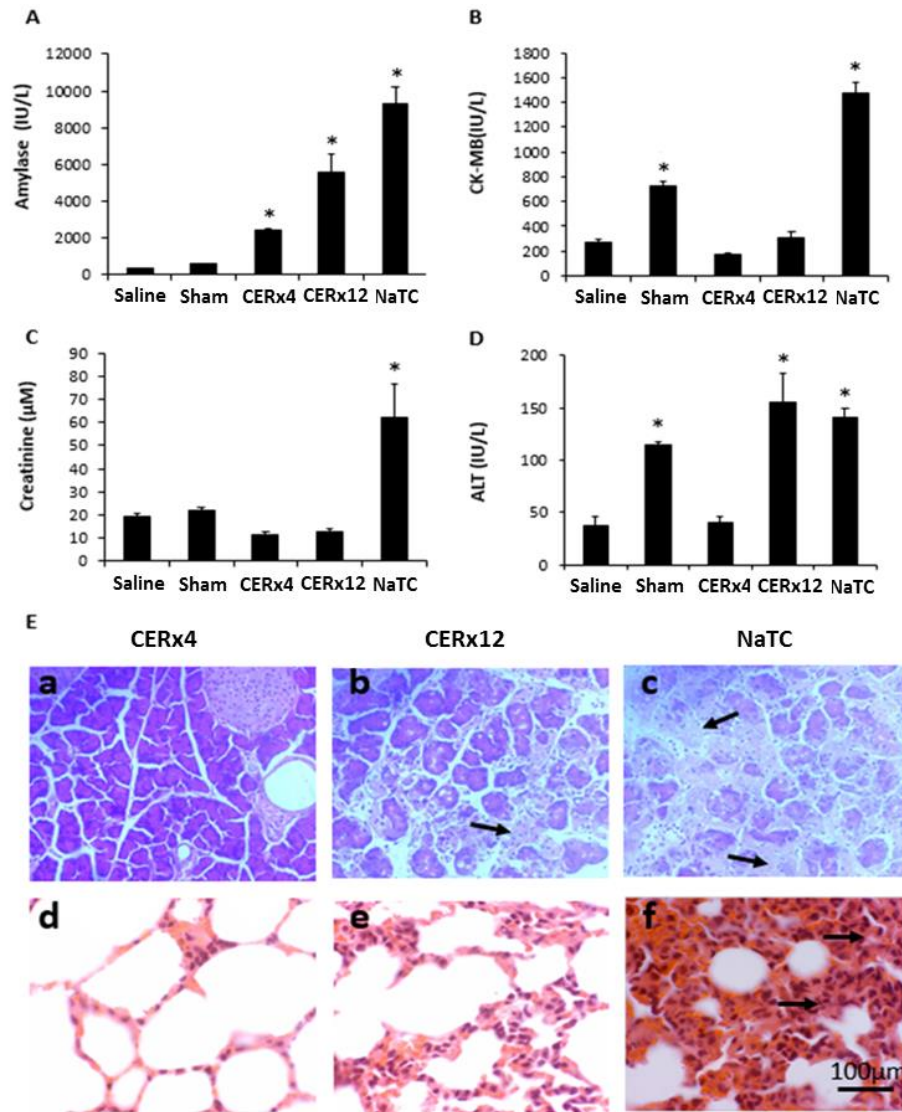 A
Amylase (IU/L)
12000
10000
8000
6000
4000
2000
0
*
*
*
Saline Sham CERx4 CERx12 NaTC
B
CK-MB(IU/L)
1800
1600
1400
1200
1000
800
600
400
200
0
*
*
Saline Sham CERx4 CERx12 NaTC
C
Creatinine (µM)
90
80
70
60
50
40
30
20
10
0
*
Saline Sham CERx4 CERx12 NaTC
D
ALT (IU/L)
200
150
100
50
0
*
*
*
Saline Sham CERx4 CERx12 NaTC
E
CERx4 CERx12 NaTC
a b c
d e f
100µm